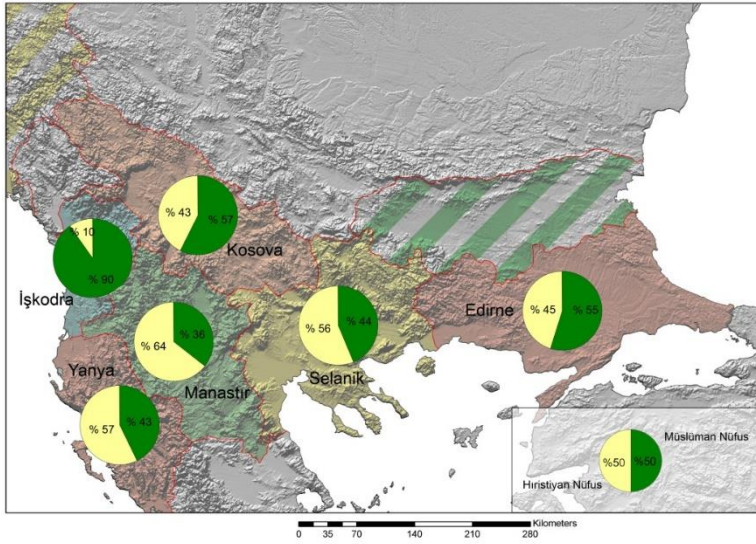 % 43
% 57
Kosova
% 10
% 90
İşkodra
% 36
% 64
Manastır
% 56
% 44
Selanik
Edirne
% 45
% 55
Yanya
% 43
% 57
Müslüman Nüfus
%50
%50
Hıristiyan Nüfus
Kilometers
0 35 70 140 210 280